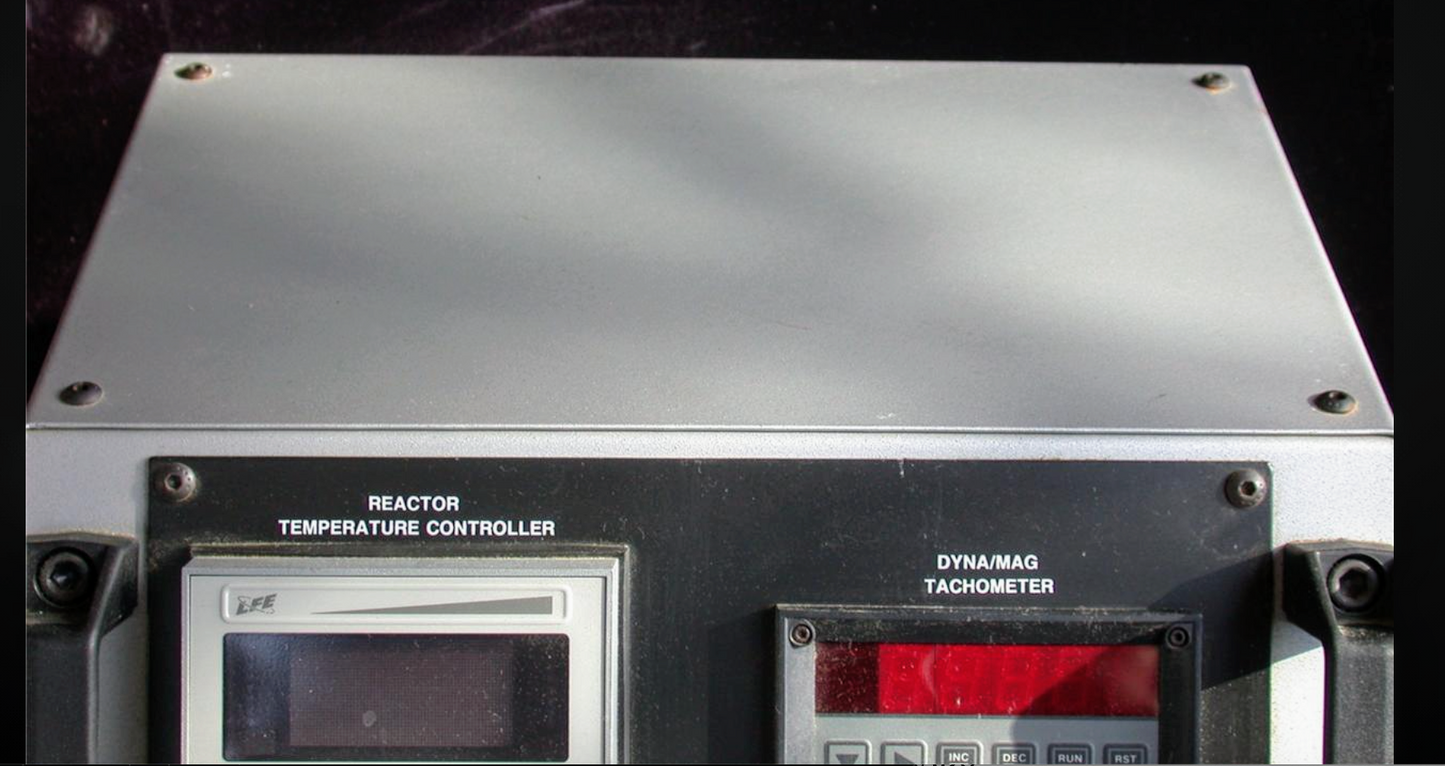 REACTOR
TEMPERATURE CONTROLLER
DYNA/MAG
TACHOMETER
LFE
INC
DEC
RUN
RST